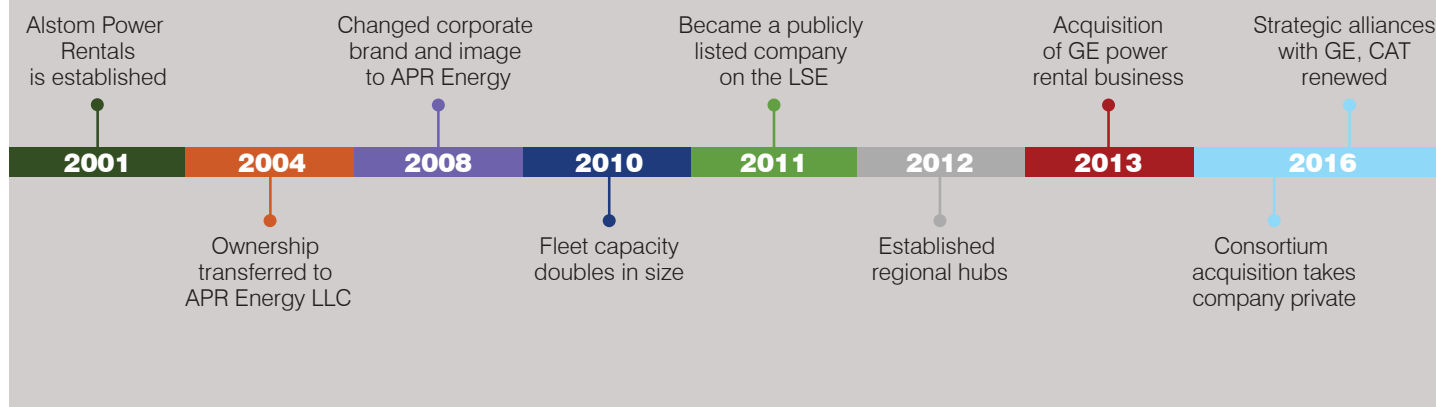 Alstom Power
Rentals
is established
Changed corporate
brand and image
to APR Energy
Became a publicly
listed company
on the LSE
Acquisition
of GE power
rental business
Strategic alliances
with GE, CAT
renewed
2001
2004
2008
2010
2011
2012
2013
2016
Ownership
transferred to
APR Energy LLC
Fleet capacity
doubles in size
Established
regional hubs
Consortium
acquisition takes
company private